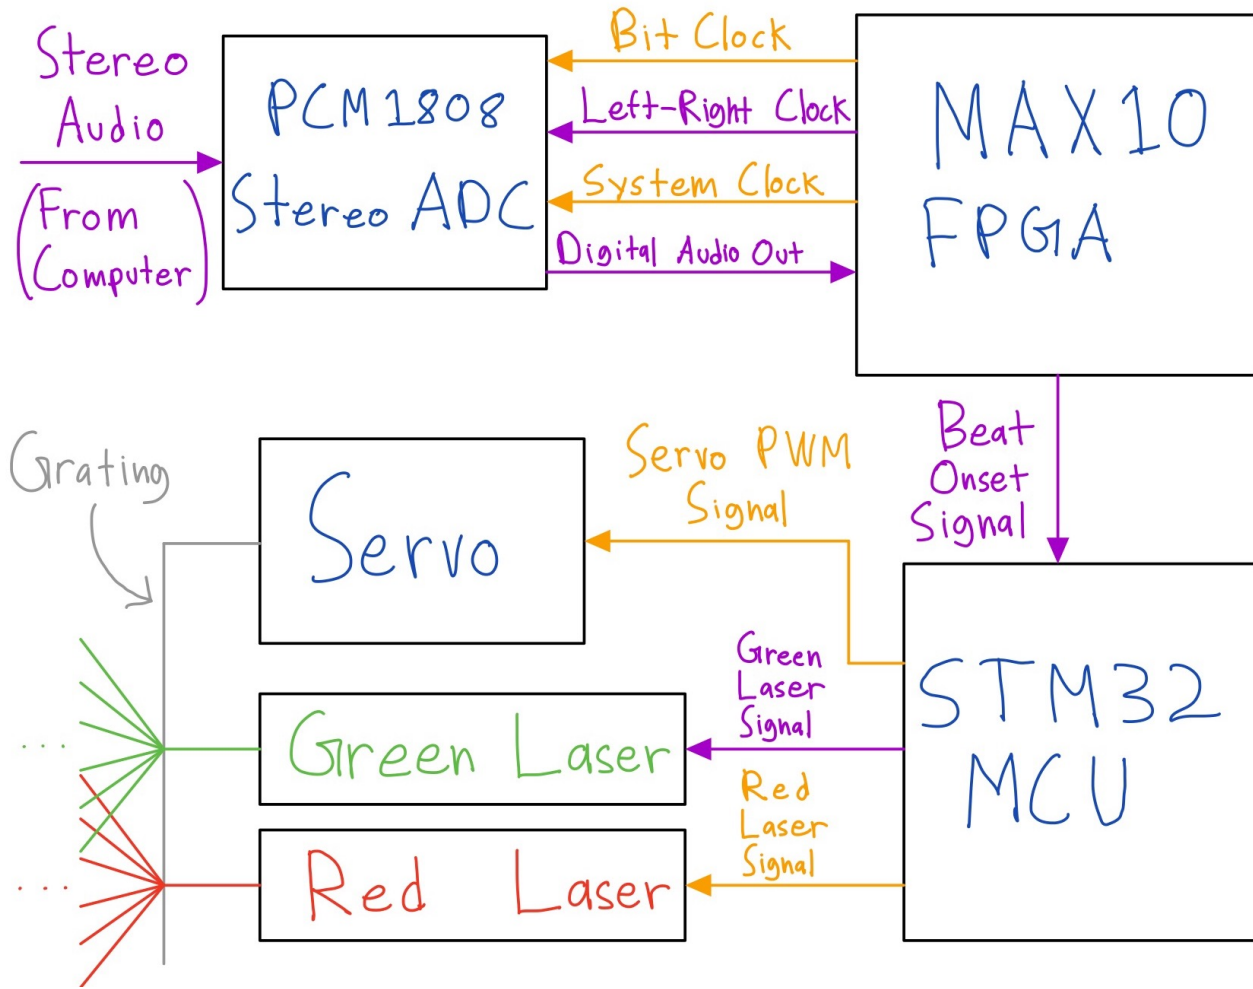 Stereo
Audio
(From
Computer)
PCM1808
Stereo ADC
Bit Clock
Left-Right Clock
System Clock
Digital Audio Out
MAX10
FPGA
Beat
Onset
Signal
Grating
Servo
Servo PWM
Signal
Green
Laser
Signal
Green Laser
Red
Laser
Signal
Red Laser
STM32
MCU
...
...